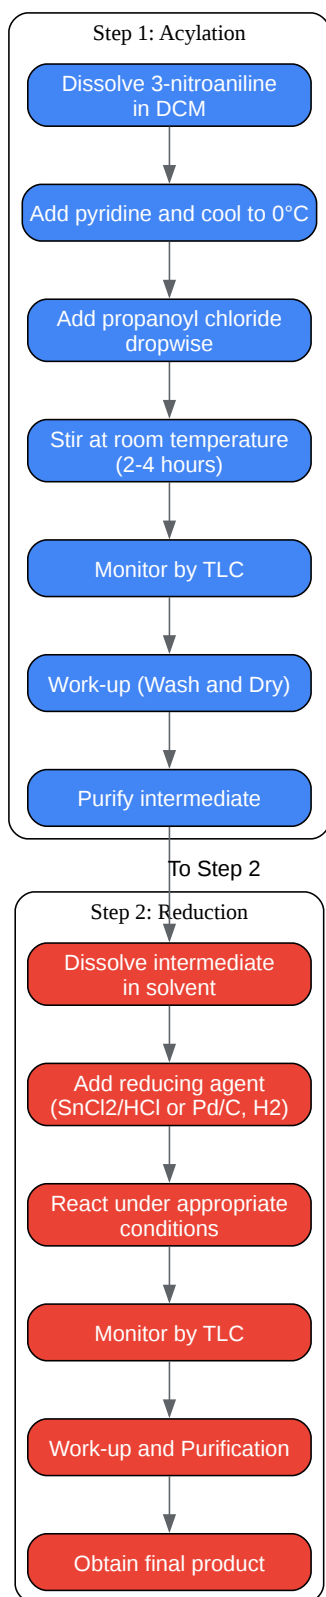 Step 1: Acylation
Dissolve 3-nitroaniline
in DCM
Add pyridine and cool to 0°C
Add propanoyl chloride
dropwise
Stir at room temperature
(2-4 hours)
Monitor by TLC
Work-up (Wash and Dry)
Purify intermediate
To Step 2
Step 2: Reduction
Dissolve intermediate
in solvent
Add reducing agent
(SnCl2/HCl or Pd/C, H2)
React under appropriate
conditions
Monitor by TLC
Work-up and Purification
Obtain final product